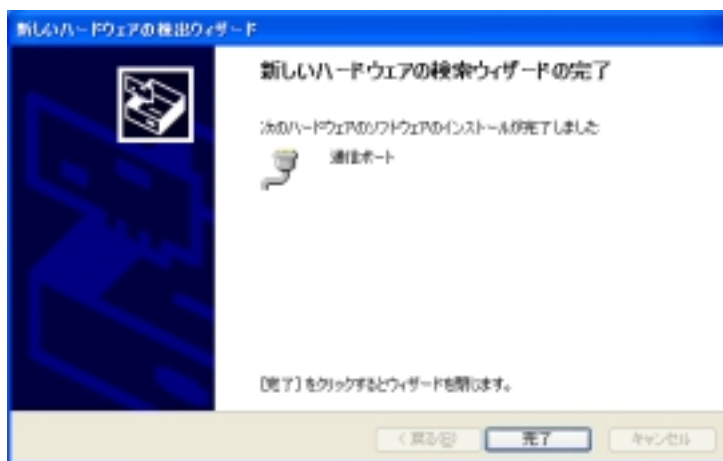 新しいハードウェアの検出ウィザード
新しいハードウェアの検索ウィザードの完了
次のハードウェアのソフトウェアのインストールが完了しました
通信ポート
[完了] をクリックするとウィザードを閉じます。
< 戻る(B)
完了
キャンセル